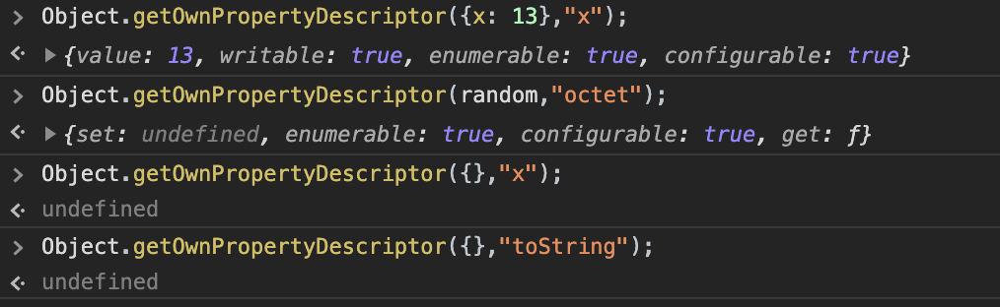 > Object.getOwnPropertyDescriptor({x: 13},"x");
{value: 13, writable: true, enumerable: true, configurable: true}
> Object.getOwnPropertyDescriptor(random,"octet");
{set: undefined, enumerable: true, configurable: true, get: ƒ}
> Object.getOwnPropertyDescriptor({},"x");
undefined
> Object.getOwnPropertyDescriptor({},"toString");
undefined